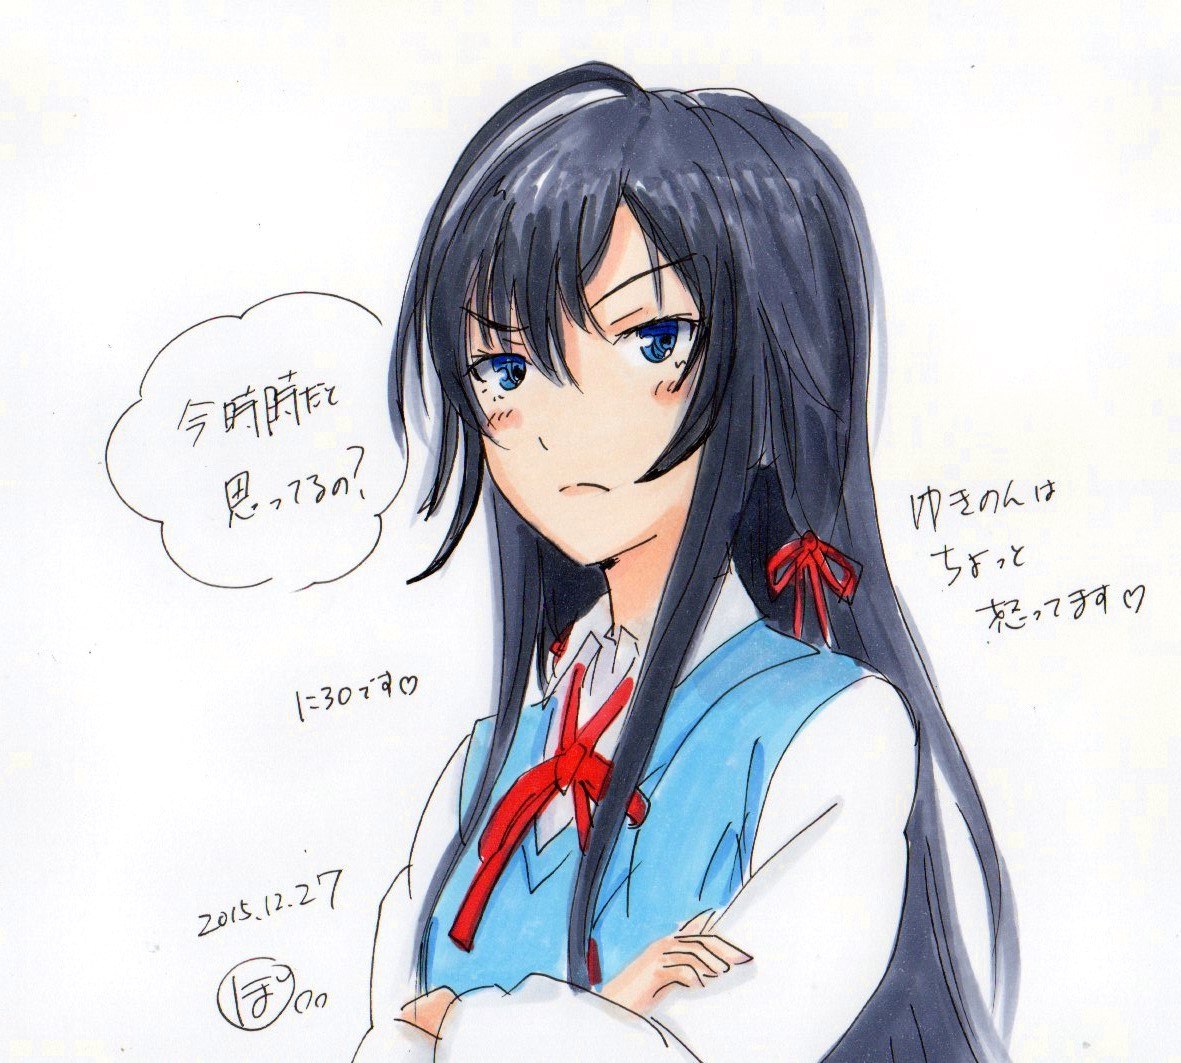 今時時だと
思ってるの?
ゆきのんは
ちょっと
怒ってます♡
に30です♡
2015.12.27
ぽ